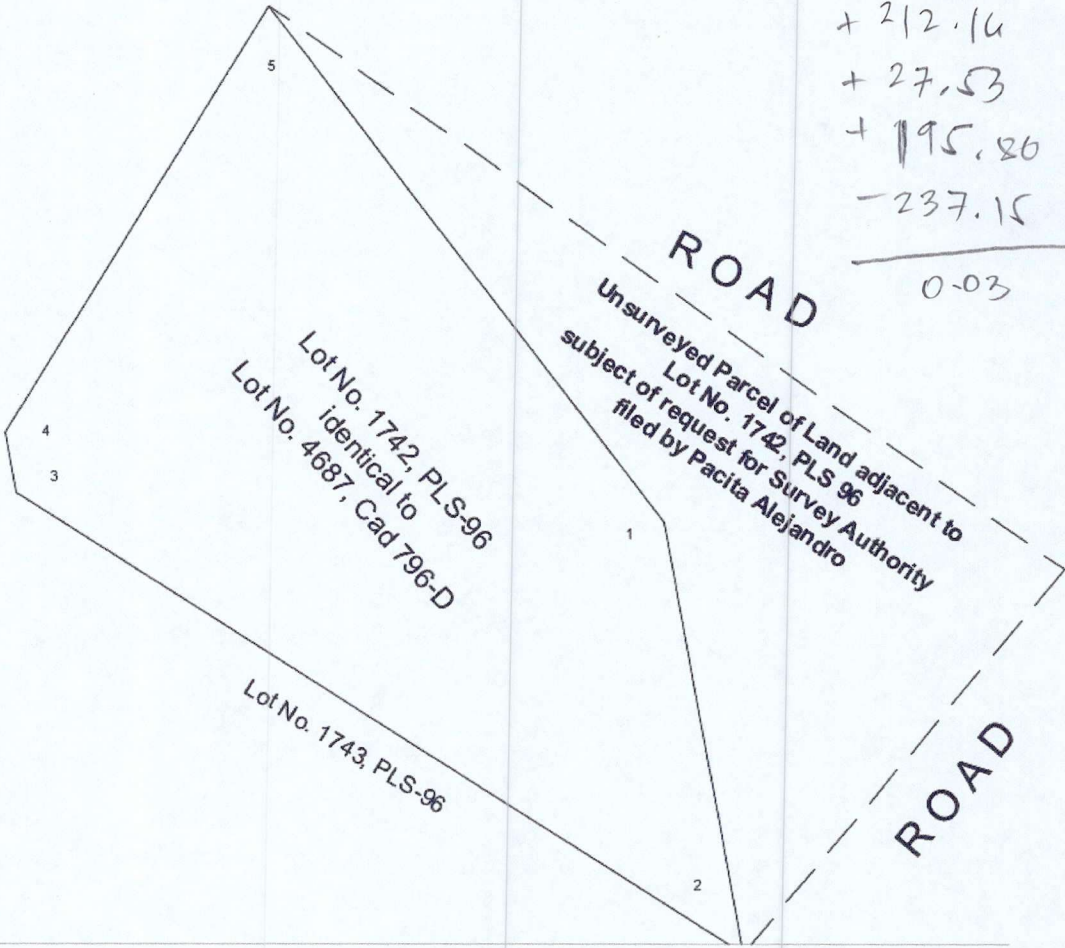 + 212.14
+ 27.53
+ 195.80
- 237.15
0.03
5
ROAD
Unsurveyed Parcel of Land adjacent to
Lot No. 1742, PLS 96
subject of request for Survey Authority
filed by Pacita Alejandro
Lot No. 1742, PLS-96
identical to
Lot No. 4687, Cad 796-D
4
3
1
Lot No. 1743, PLS-96
ROAD
2